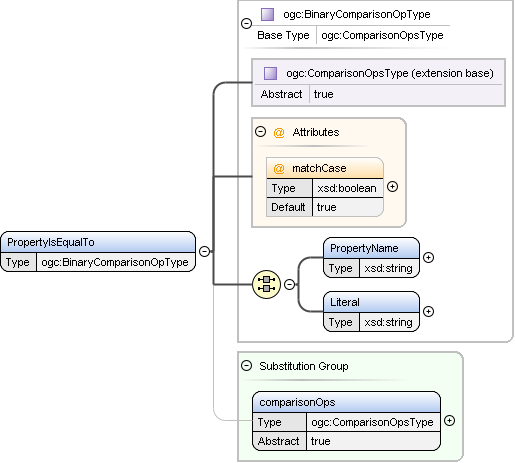 ogc:BinaryComparisonOpType
Base Type ogc:ComparisonOpsType
ogc:ComparisonOpsType (extension base)
Abstract true
@ Attributes
@ matchCase
Type xsd:boolean
Default true
PropertyIsEqualTo
Type ogc:BinaryComparisonOpType
PropertyName
Type xsd:string
Literal
Type xsd:string
Substitution Group
comparisonOps
Type ogc:ComparisonOpsType
Abstract true